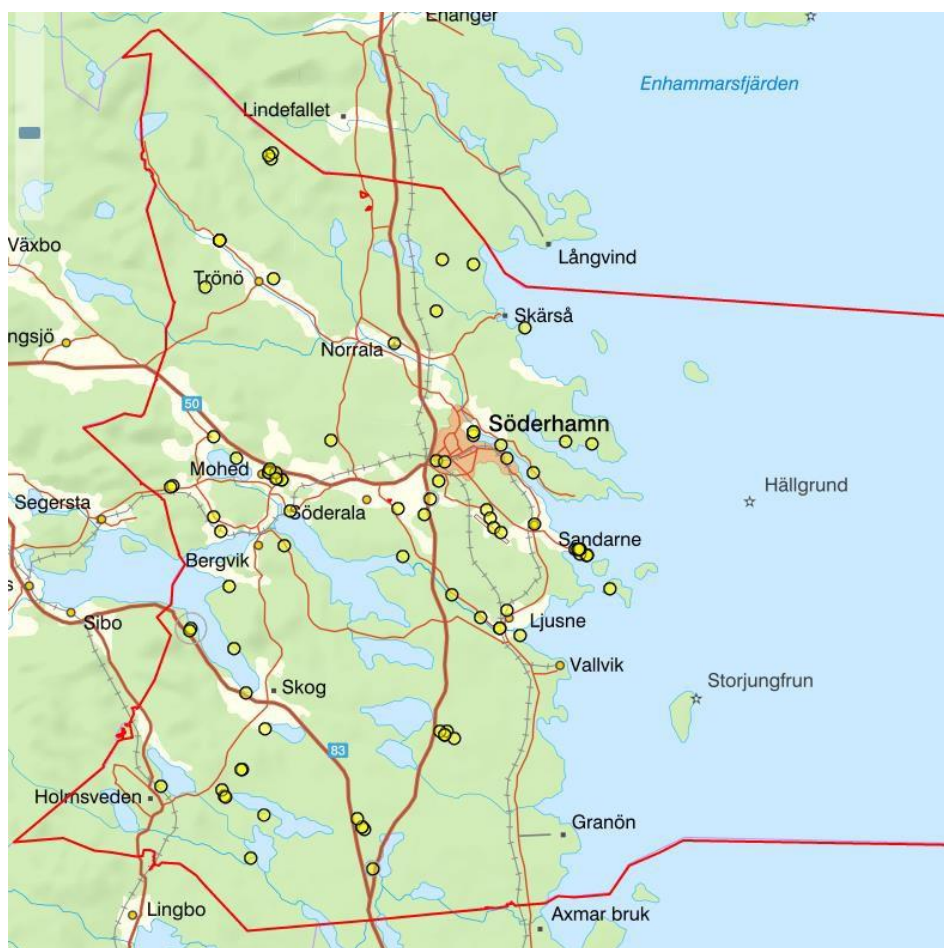 Enånger
Enhammarsfjärden
Lindefallet
Växbo
Långvind
Trönö
Skärså
ngsjö
Norrala
50
Söderhamn
Mohed
Hällgrund
Segersta
Söderala
Sandarne
Bergvik
s
Sibo
Ljusne
Vallvik
Skog
Storjungfrun
83
Holmsveden
Granön
Lingbo
Axmar bruk